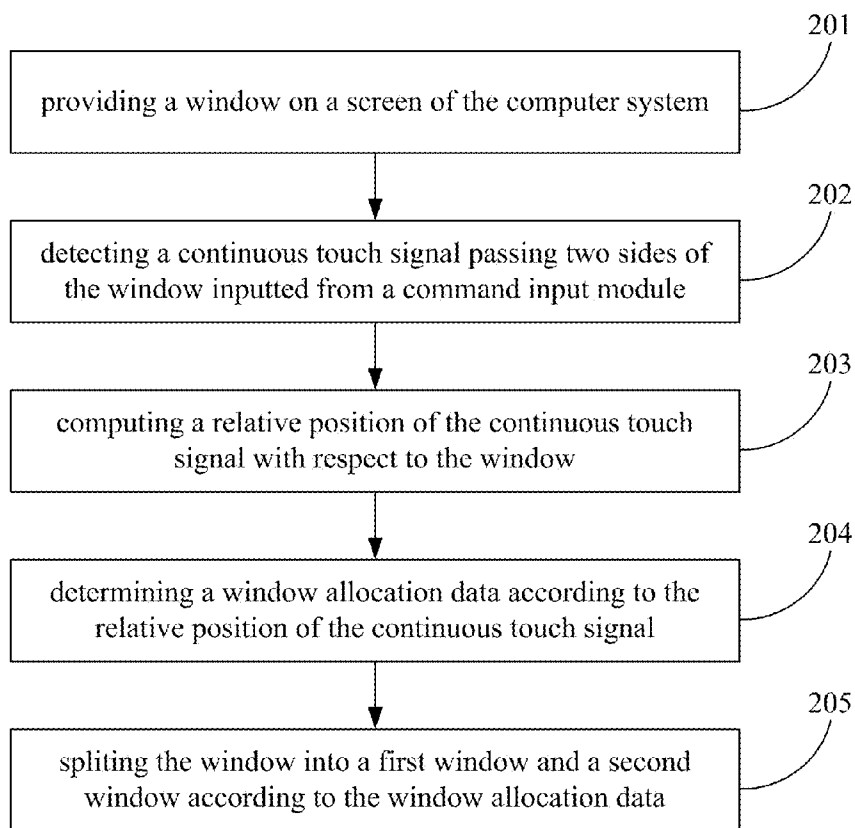 201
providing a window on a screen of the computer system
202
detecting a continuous touch signal passing two sides of
the window inputted from a command input module
203
computing a relative position of the continuous touch
signal with respect to the window
204
determining a window allocation data according to the
relative position of the continuous touch signal
205
spliting the window into a first window and a second
window according to the window allocation data